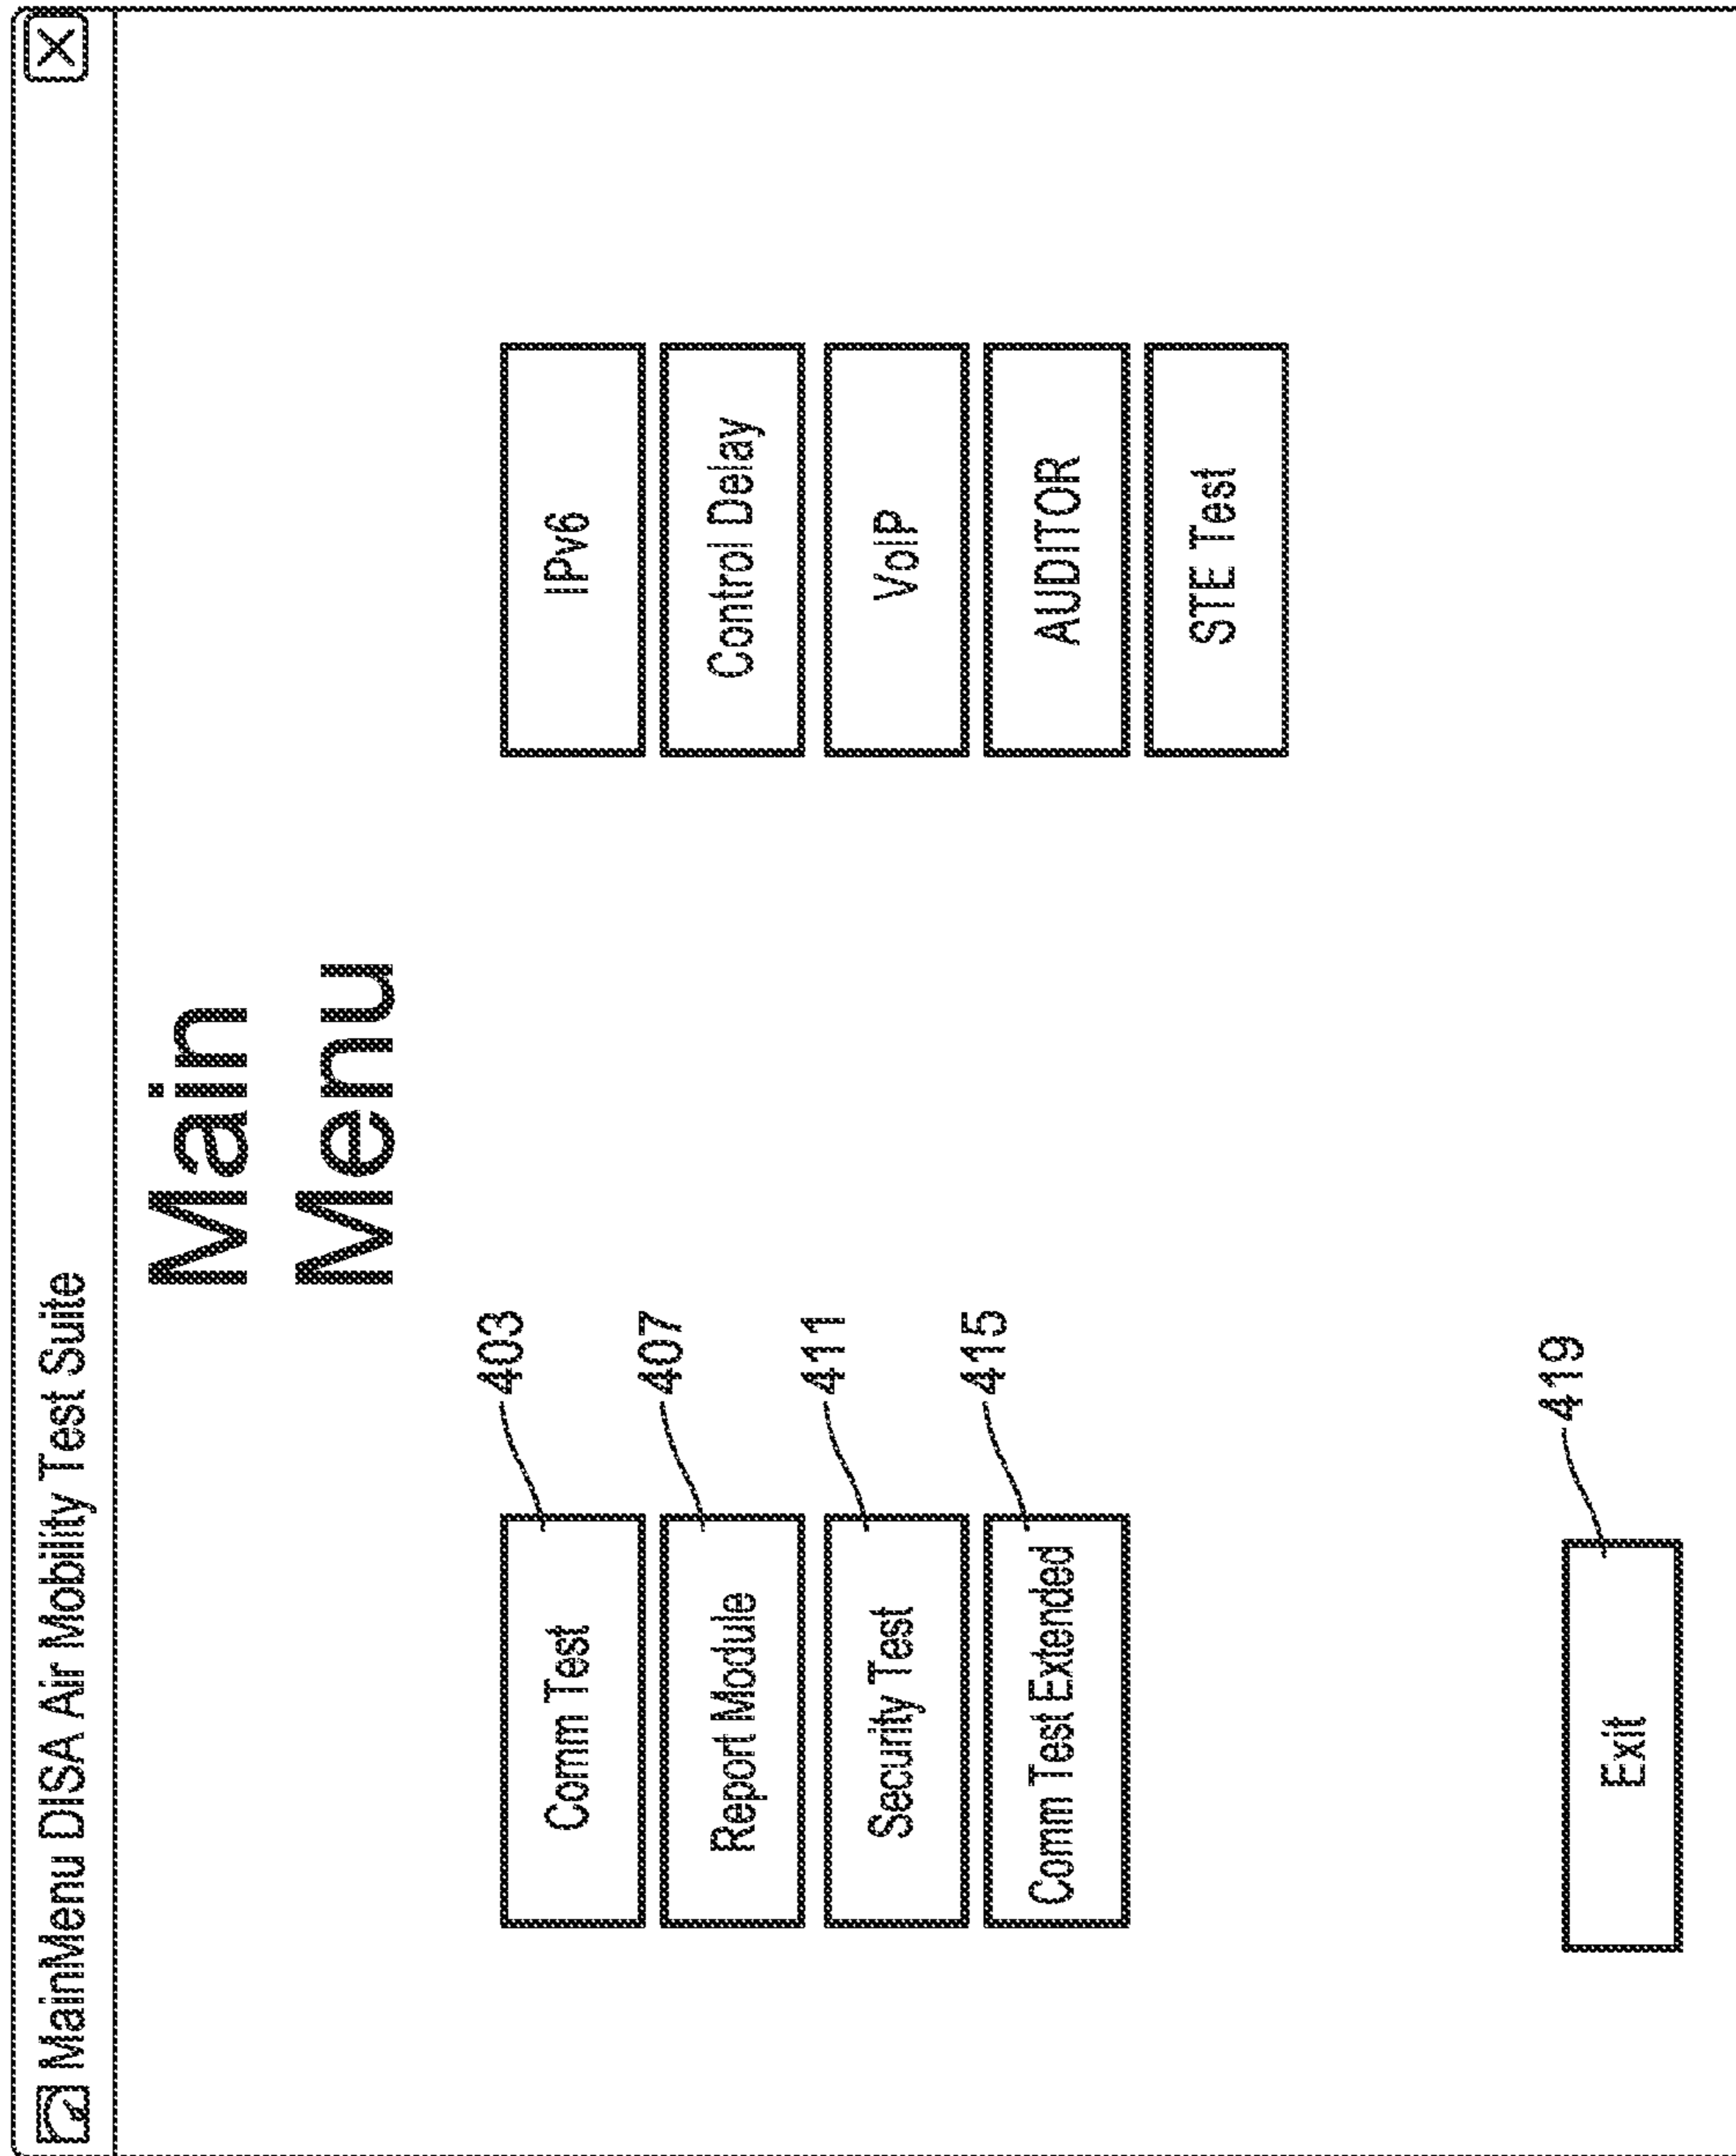 MainMenu DISA Air Mobility Test Suite
Main
Menu
403
Comm Test
407
Report Module
411
Security Test
415
Comm Test Extended
419
Exit
IPv6
Control Delay
VoIP
AUDITOR
STE Test